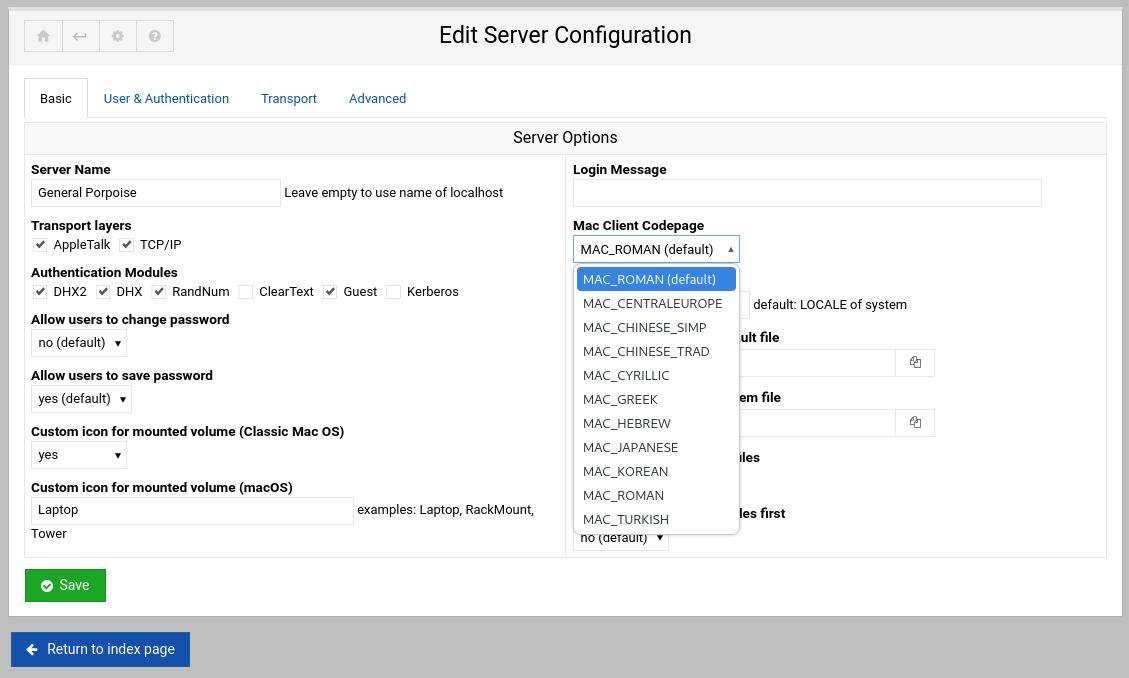 Edit Server Configuration
Basic
User & Authentication
Transport
Advanced
Server Options
Server Name
General Porpoise
Leave empty to use name of localhost
Transport layers
AppleTalk
TCP/IP
Authentication Modules
DHX2
DHX
RandNum
ClearText
Guest
Kerberos
Allow users to change password
no (default)
Allow users to save password
yes (default)
Custom icon for mounted volume (Classic Mac OS)
yes
Custom icon for mounted volume (macOS)
Laptop
examples: Laptop, RackMount,
Tower
Login Message
Mac Client Codepage
MAC_ROMAN (default)
MAC_ROMAN (default)
MAC_CENTRALEUROPE
MAC_CHINESE_SIMP
MAC_CHINESE_TRAD
MAC_CYRILLIC
MAC_GREEK
MAC_HEBREW
MAC_JAPANESE
MAC_KOREAN
MAC_ROMAN
MAC_TURKISH
default: LOCALE of system
file
file
first
no (default)
Save
Return to index page